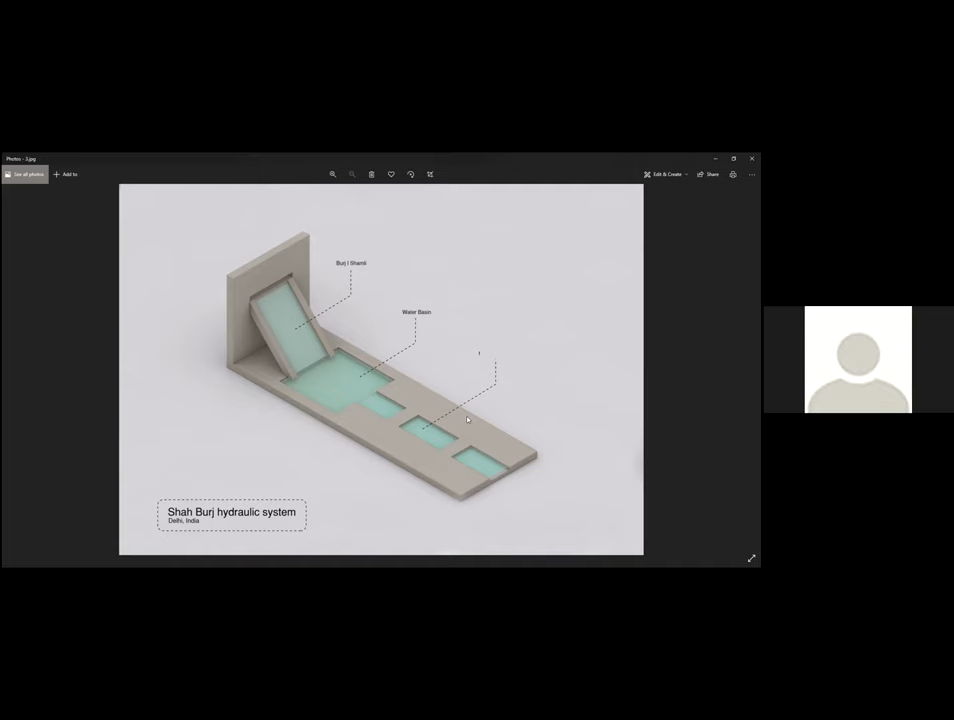 Photos - 3.jpg
See all photos
Add to
Edit & Create
Share
Burj I Shamli
Water Basin
1
Shah Burj hydraulic system
Delhi, India